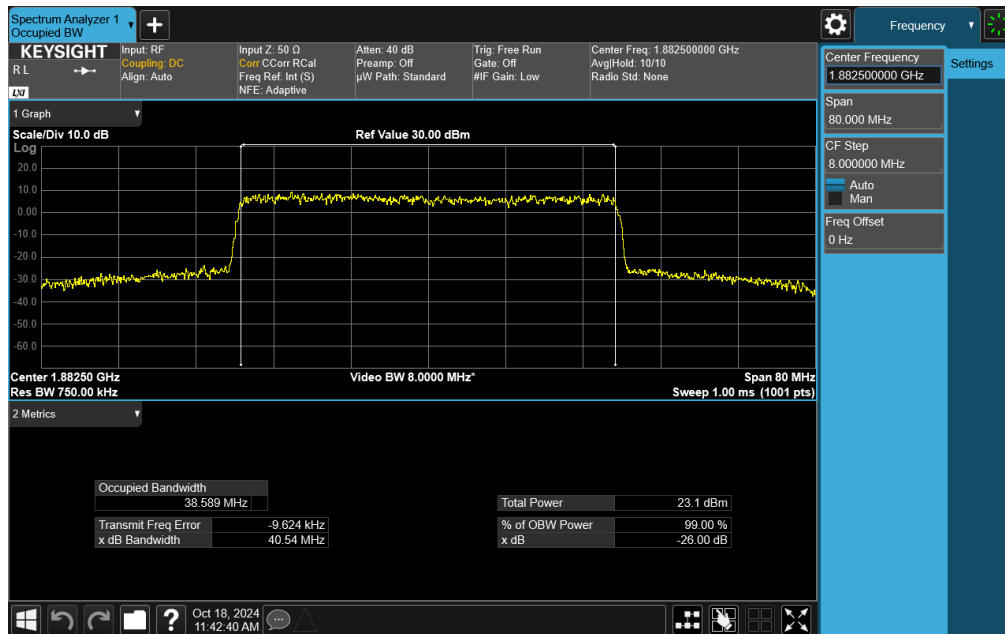 Spectrum Analyzer 1
Occupied BW
Frequency
KEYSIGHT
R L
LXI
Input: RF
Coupling: DC
Align: Auto
Input Z: 50 Ω
Corr CCorr RCal
Freq Ref: Int (S)
NFE: Adaptive
Atten: 40 dB
Preamp: Off
µW Path: Standard
Trig: Free Run
Gate: Off
#IF Gain: Low
Center Freq: 1.882500000 GHz
Avg|Hold: 10/10
Radio Std: None
Center Frequency
1.882500000 GHz
Settings
Span
80.000 MHz
CF Step
8.000000 MHz
Auto
Man
Freq Offset
0 Hz
1 Graph
Scale/Div 10.0 dB
Ref Value 30.00 dBm
Log
20.0
10.0
0.00
-10.0
-20.0
-30.0
-40.0
-50.0
-60.0
Center 1.88250 GHz
Video BW 8.0000 MHz*
Span 80 MHz
Res BW 750.00 kHz
Sweep 1.00 ms (1001 pts)
2 Metrics
Occupied Bandwidth
38.589 MHz
Total Power 23.1 dBm
Transmit Freq Error -9.624 kHz
% of OBW Power 99.00 %
x dB Bandwidth 40.54 MHz
x dB -26.00 dB
Oct 18, 2024
11:42:40 AM